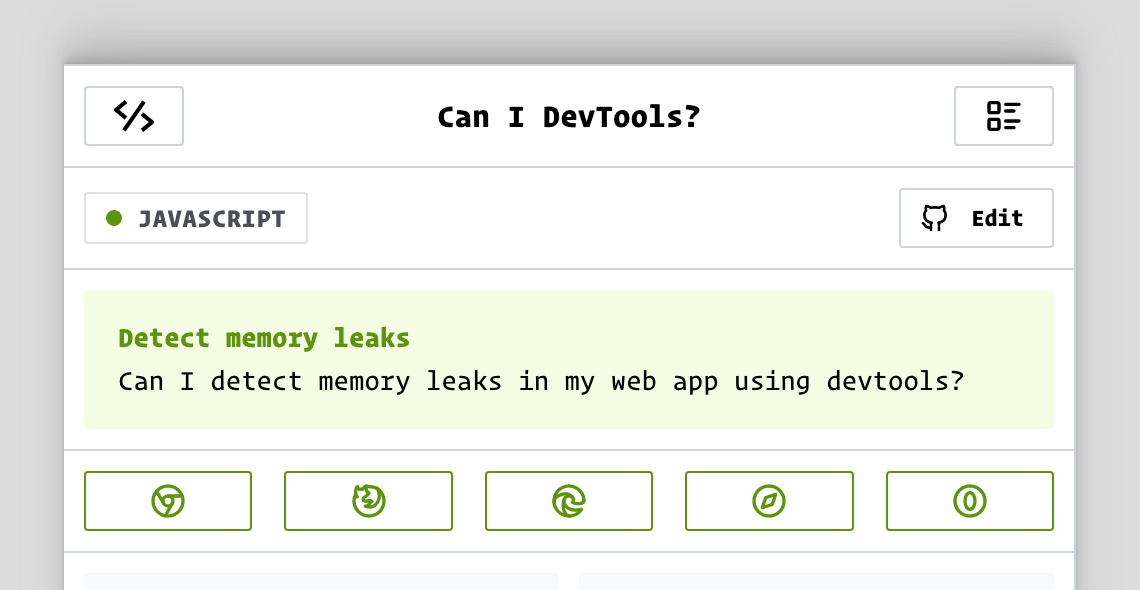 Can I DevTools?
JAVASCRIPT
Edit
Detect memory leaks
Can I detect memory leaks in my web app using devtools?